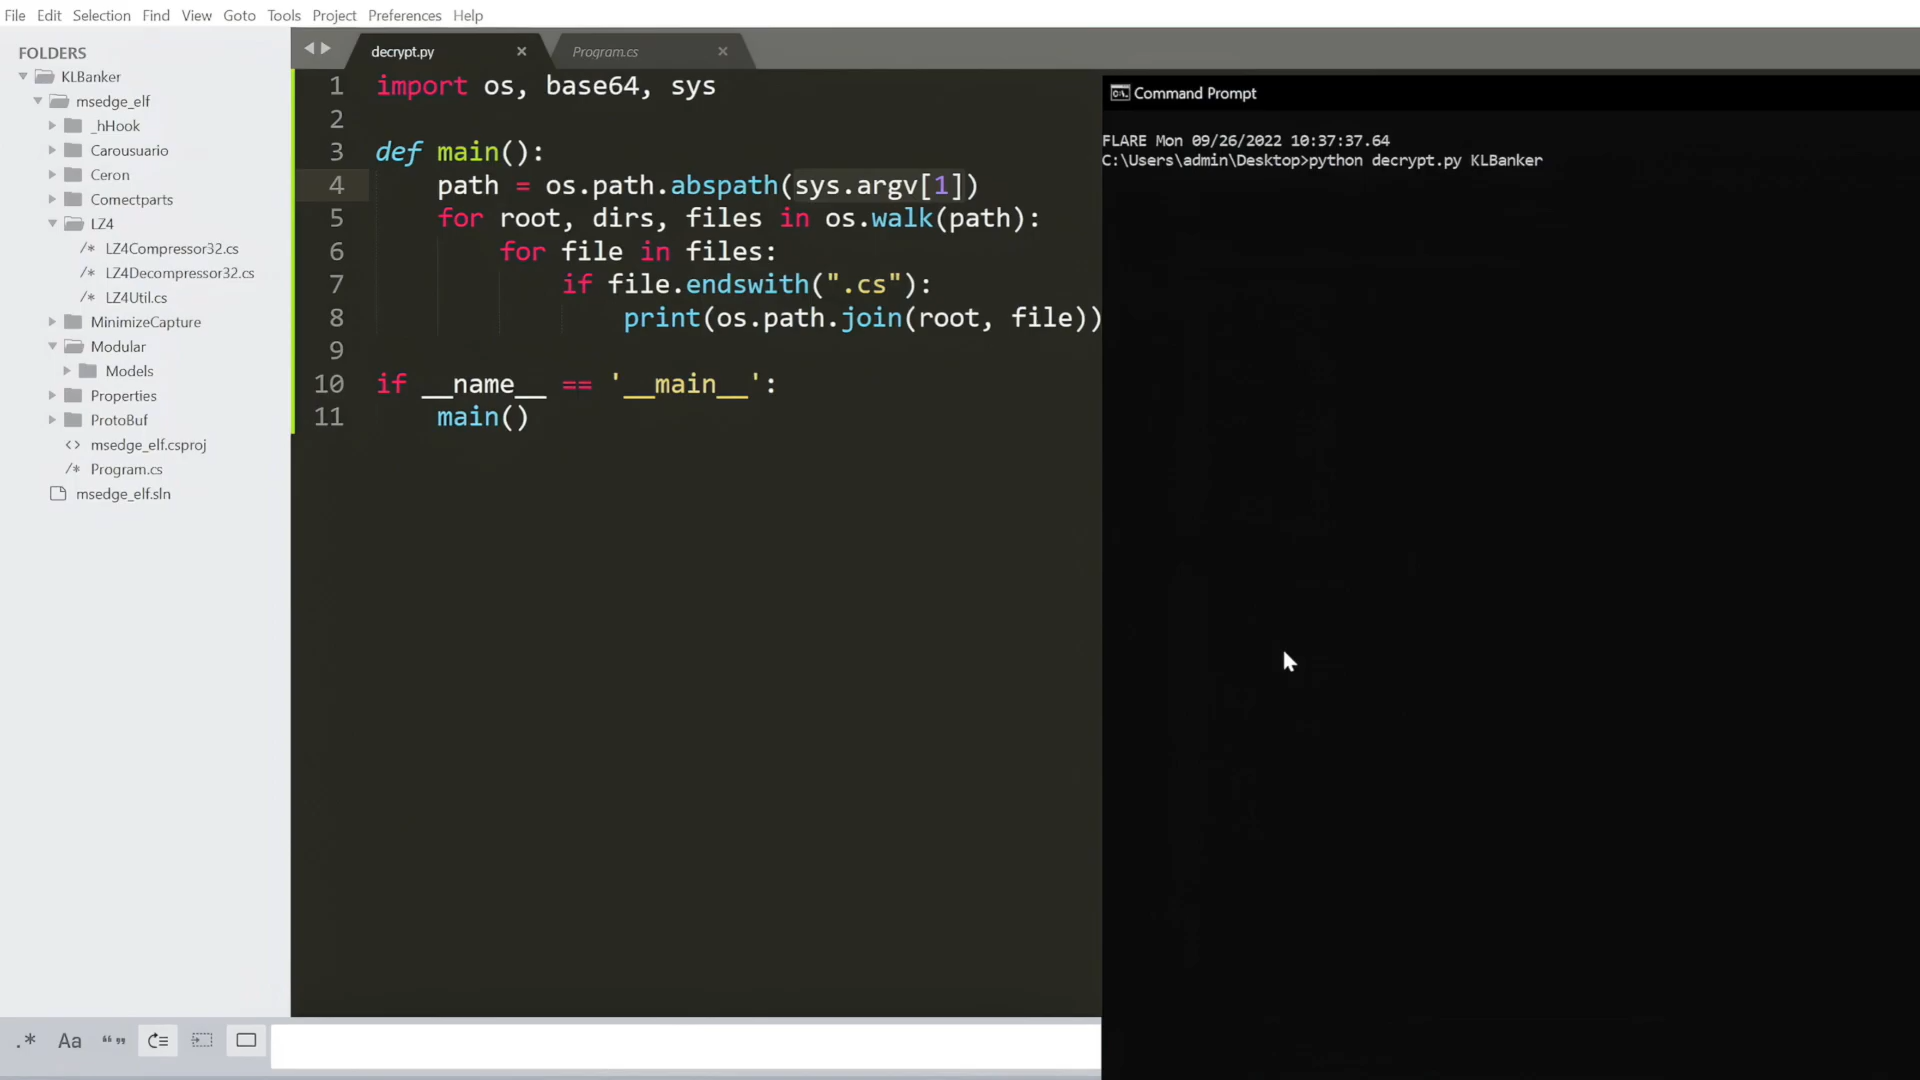 File Edit Selection Find View Goto Tools Project Preferences Help
FOLDERS
KLBanker
msedge_elf
_hHook
Carousuario
Ceron
Comectparts
LZ4
/* LZ4Compressor32.cs
/* LZ4Decompressor32.cs
/* LZ4Util.cs
MinimizeCapture
Modular
Models
Properties
ProtoBuf
<> msedge_elf.csproj
/* Program.cs
msedge_elf.sln
decrypt.py × Program.cs ×
1 import os, base64, sys
2
3 def main():
4 path = os.path.abspath(sys.argv[1])
5 for root, dirs, files in os.walk(path):
6 for file in files:
7 if file.endswith(".cs"):
8 print(os.path.join(root, file))
9
10 if __name__ == '__main__':
11 main()
Command Prompt
FLARE Mon 09/26/2022 10:37:37.64
C:\Users\admin\Desktop>python decrypt.py KLBanker
.* Aa “”